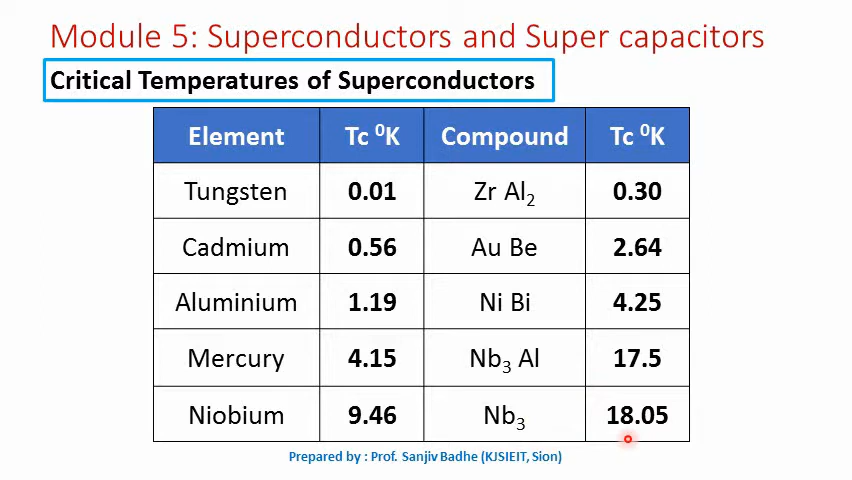 Module 5: Superconductors and Super capacitors
Critical Temperatures of Superconductors
Element Tc ⁰K Compound Tc ⁰K
Tungsten 0.01 Zr Al₂ 0.30
Cadmium 0.56 Au Be 2.64
Aluminium 1.19 Ni Bi 4.25
Mercury 4.15 Nb₃ Al 17.5
Niobium 9.46 Nb₃ 18.05
Prepared by : Prof. Sanjiv Badhe (KJSIEIT, Sion)